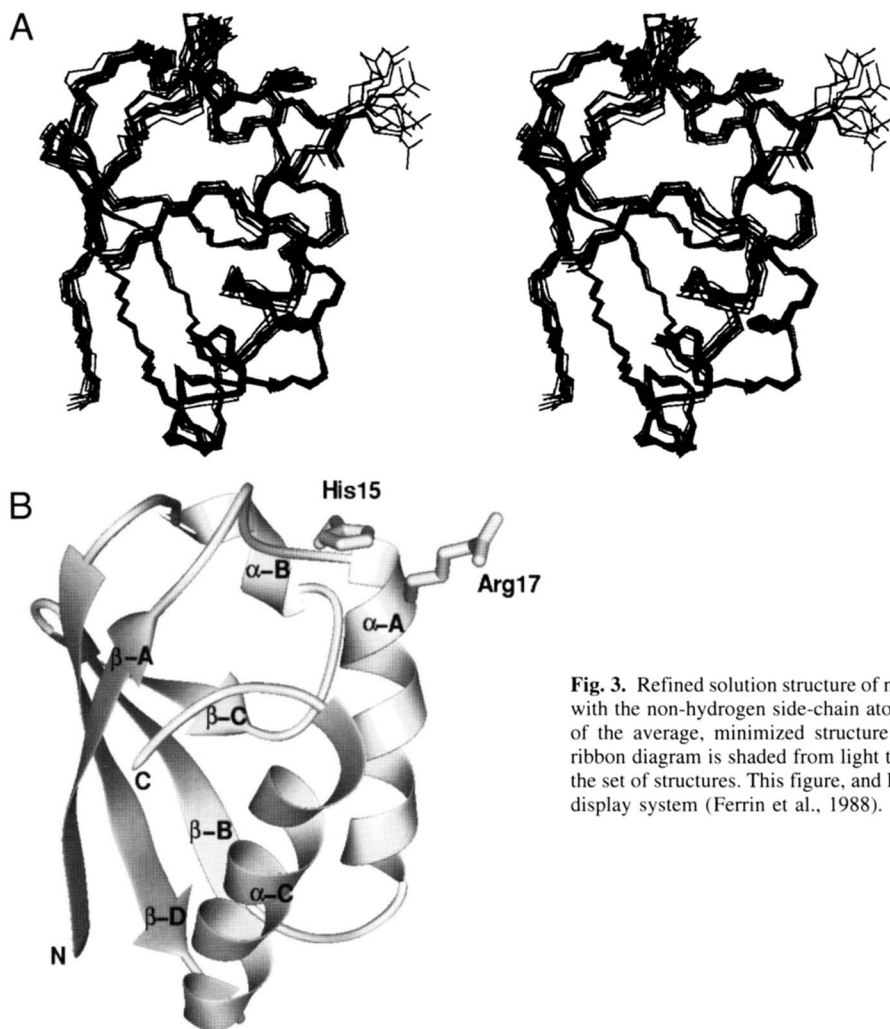 A
B
His15
α–B
Arg17
α–A
β–A
β–C
C
β–B
α–C
β–D
N
Fig. 3. Refined solution structure of
with the non-hydrogen side-chain
of the average, minimized structure
ribbon diagram is shaded from light
the set of structures. This figure, and
display system (Ferrin et al., 1988).